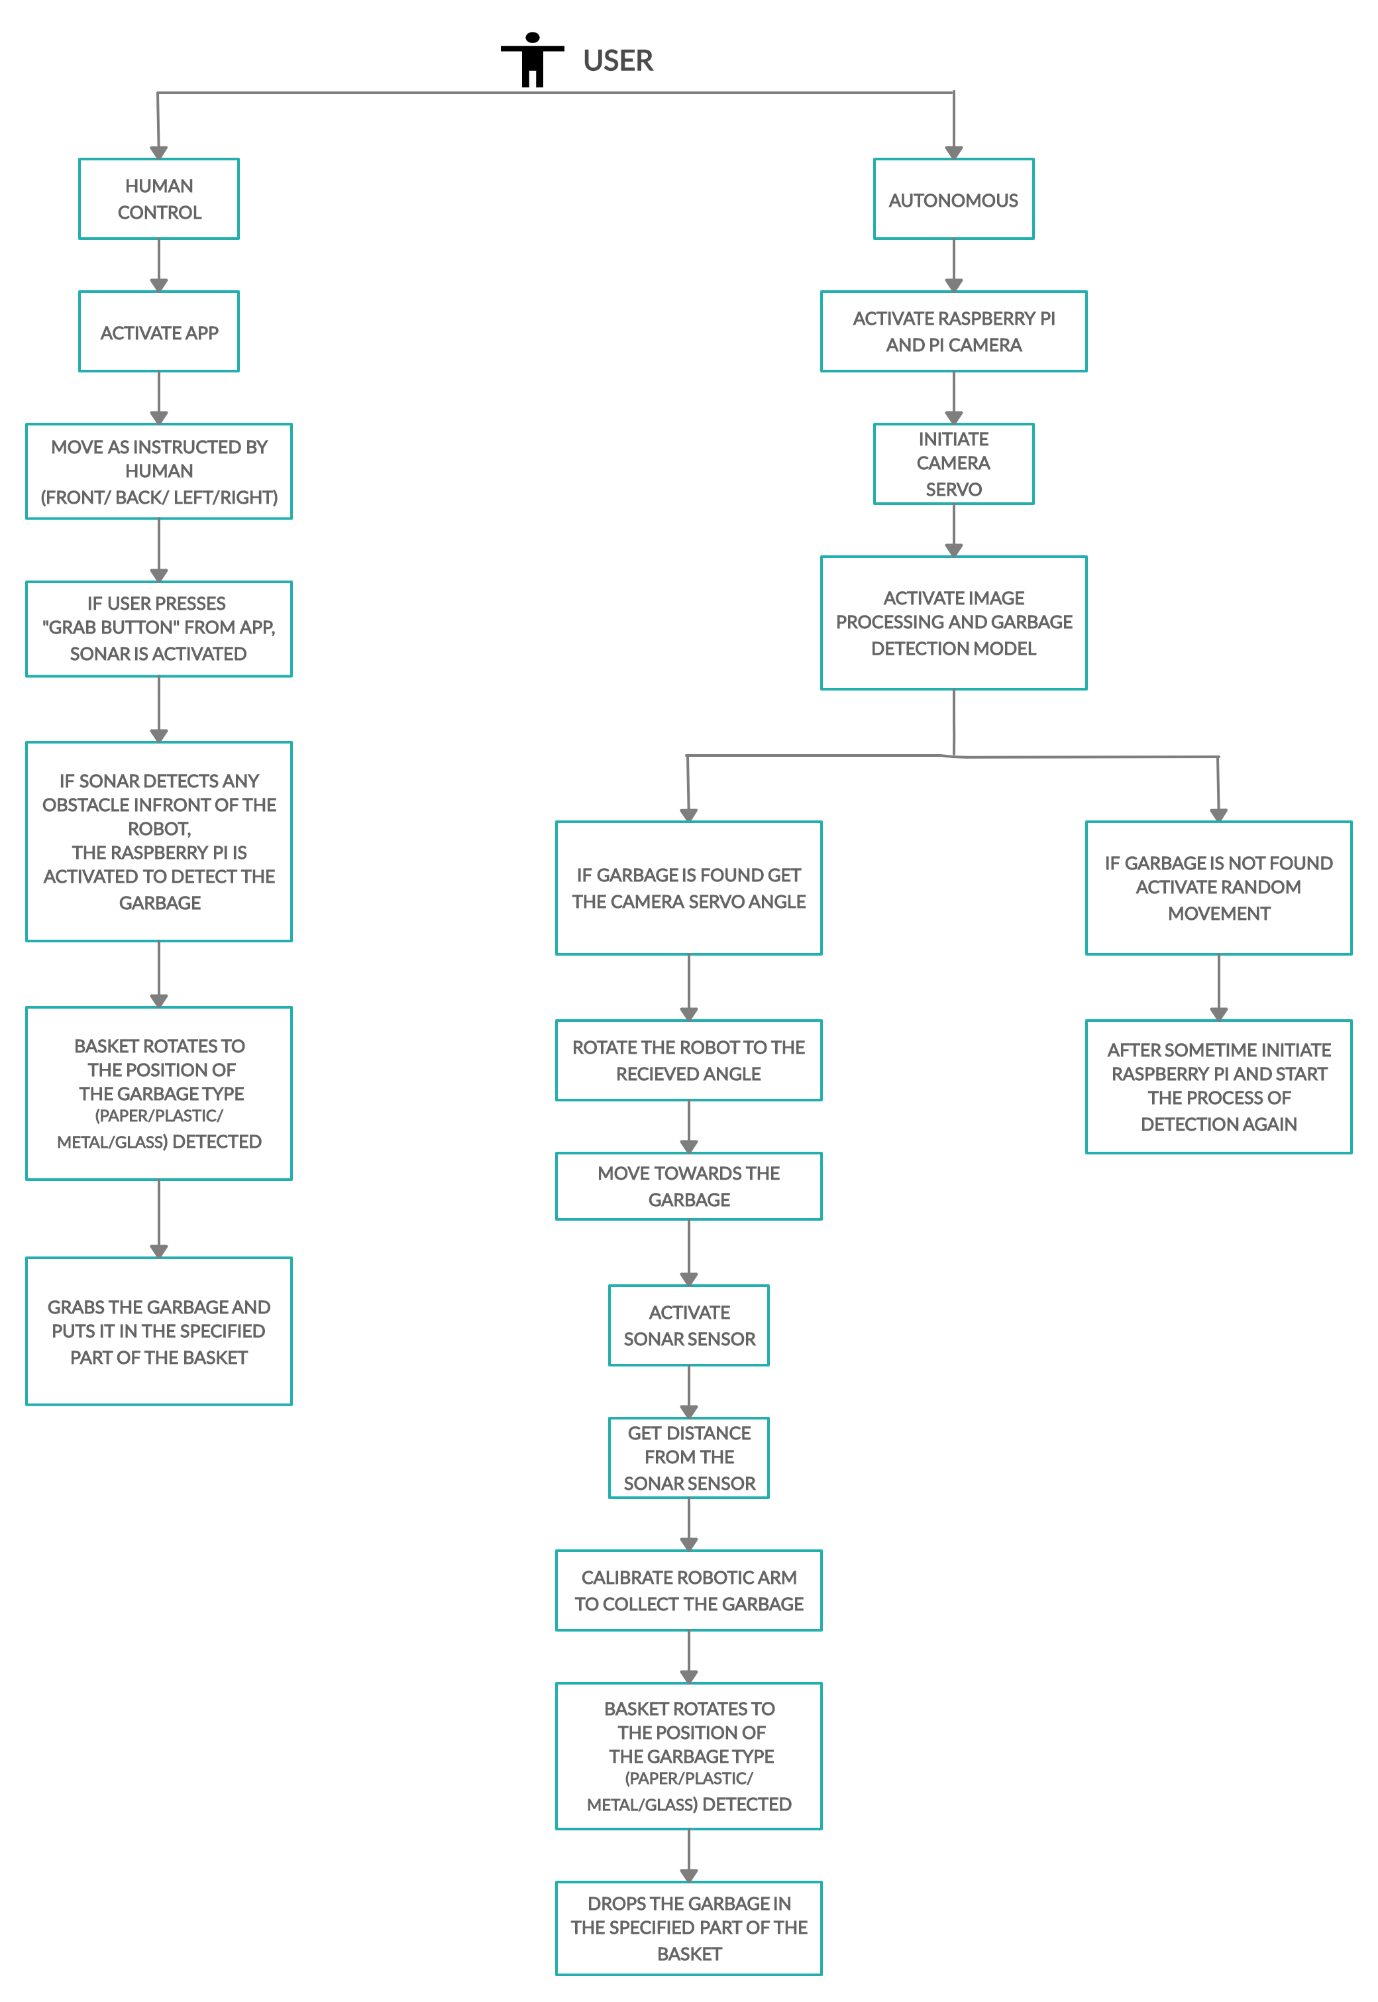 USER
HUMAN
CONTROL
ACTIVATE APP
MOVE AS INSTRUCTED BY
HUMAN
(FRONT/ BACK/ LEFT/RIGHT)
IF USER PRESSES
"GRAB BUTTON" FROM APP,
SONAR IS ACTIVATED
IF SONAR DETECTS ANY
OBSTACLE INFRONT OF THE
ROBOT,
THE RASPBERRY PI IS
ACTIVATED TO DETECT THE
GARBAGE
BASKET ROTATES TO
THE POSITION OF
THE GARBAGE TYPE
(PAPER/PLASTIC/
METAL/GLASS) DETECTED
GRABS THE GARBAGE AND
PUTS IT IN THE SPECIFIED
PART OF THE BASKET
AUTONOMOUS
ACTIVATE RASPBERRY PI
AND PI CAMERA
INITIATE
CAMERA
SERVO
ACTIVATE IMAGE
PROCESSING AND GARBAGE
DETECTION MODEL
IF GARBAGE IS FOUND GET
THE CAMERA SERVO ANGLE
ROTATE THE ROBOT TO THE
RECIEVED ANGLE
MOVE TOWARDS THE
GARBAGE
ACTIVATE
SONAR SENSOR
GET DISTANCE
FROM THE
SONAR SENSOR
CALIBRATE ROBOTIC ARM
TO COLLECT THE GARBAGE
BASKET ROTATES TO
THE POSITION OF
THE GARBAGE TYPE
(PAPER/PLASTIC/
METAL/GLASS) DETECTED
DROPS THE GARBAGE IN
THE SPECIFIED PART OF THE
BASKET
IF GARBAGE IS NOT FOUND
ACTIVATE RANDOM
MOVEMENT
AFTER SOMETIME INITIATE
RASPBERRY PI AND START
THE PROCESS OF
DETECTION AGAIN